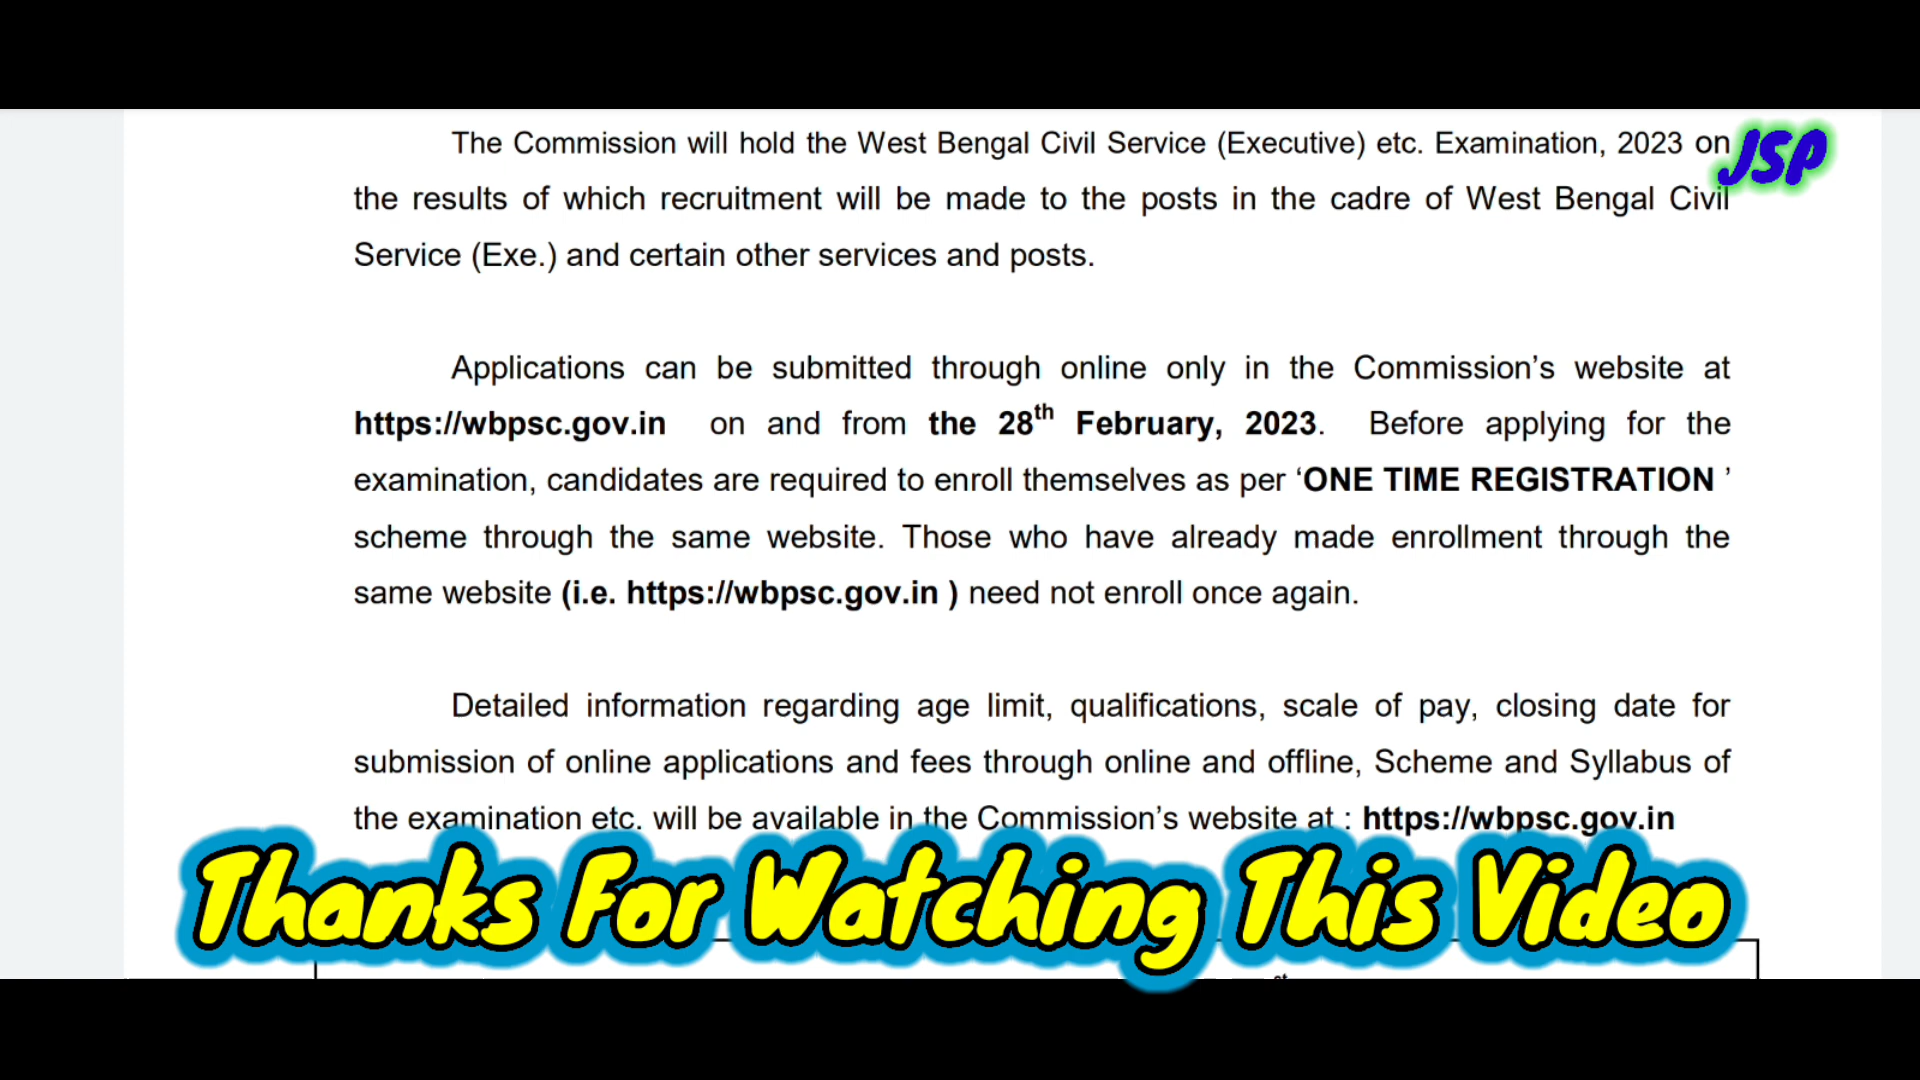 The Commission will hold the West Bengal Civil Service (Executive) etc. Examination, 2023 on
JSP
the results of which recruitment will be made to the posts in the cadre of West Bengal Civil
Service (Exe.) and certain other services and posts.
Applications can be submitted through online only in the Commission’s website at
https://wbpsc.gov.in on and from the 28th February, 2023. Before applying for the
examination, candidates are required to enroll themselves as per ‘ONE TIME REGISTRATION ’
scheme through the same website. Those who have already made enrollment through the
same website (i.e. https://wbpsc.gov.in ) need not enroll once again.
Detailed information regarding age limit, qualifications, scale of pay, closing date for
submission of online applications and fees through online and offline, Scheme and Syllabus of
the examination etc. will be available in the Commission’s website at : https://wbpsc.gov.in
Thanks For Watching This Video